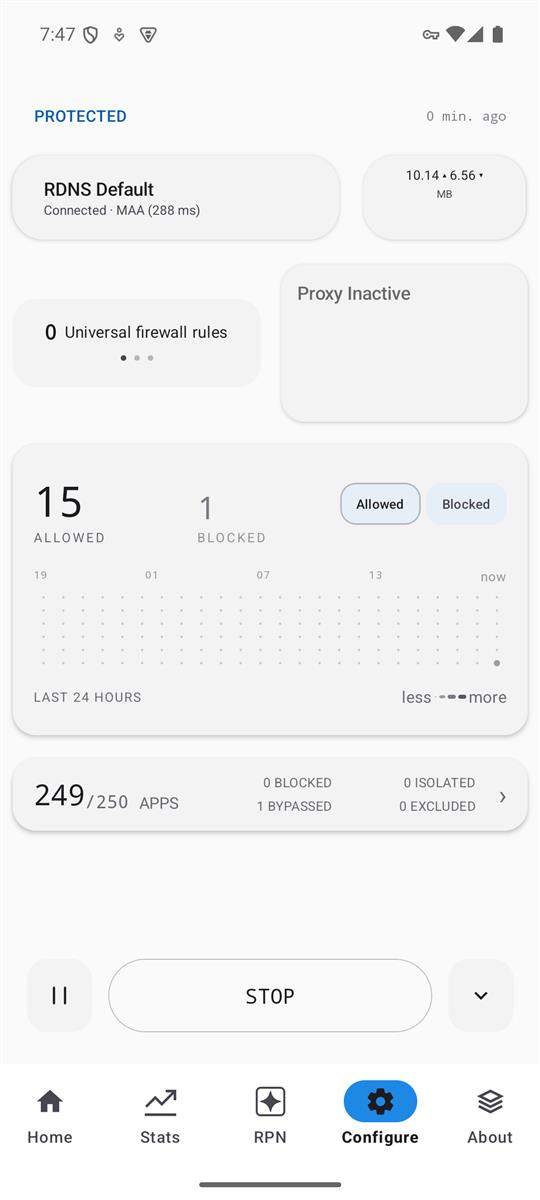 7:47
PROTECTED 0 min. ago
RDNS Default
Connected · MAA (288 ms)
10.14 ▴ 6.56 ▾
MB
0 Universal firewall rules
Proxy Inactive
15 1
ALLOWED BLOCKED
Allowed Blocked
19 01 07 13 now
LAST 24 HOURS less more
249/250 APPS
0 BLOCKED 0 ISOLATED
1 BYPASSED 0 EXCLUDED
STOP
Home Stats RPN Configure About